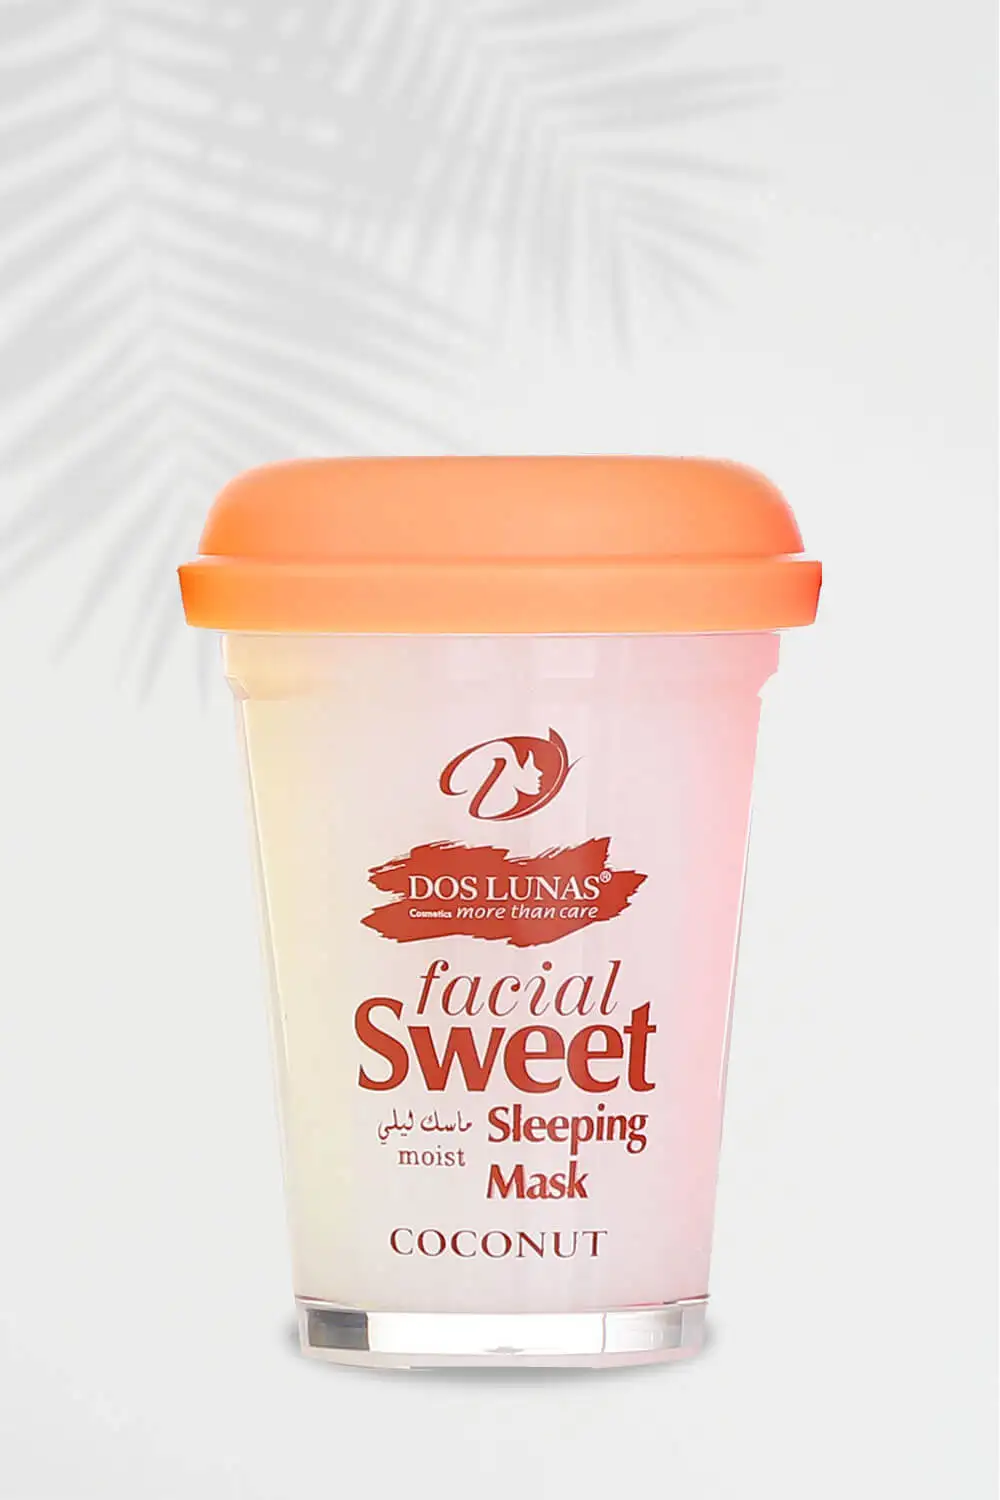 DOS LUNAS®
Cosmetics more than care
facial
Sweet
ماسك ليلي Sleeping
moist Mask
COCONUT